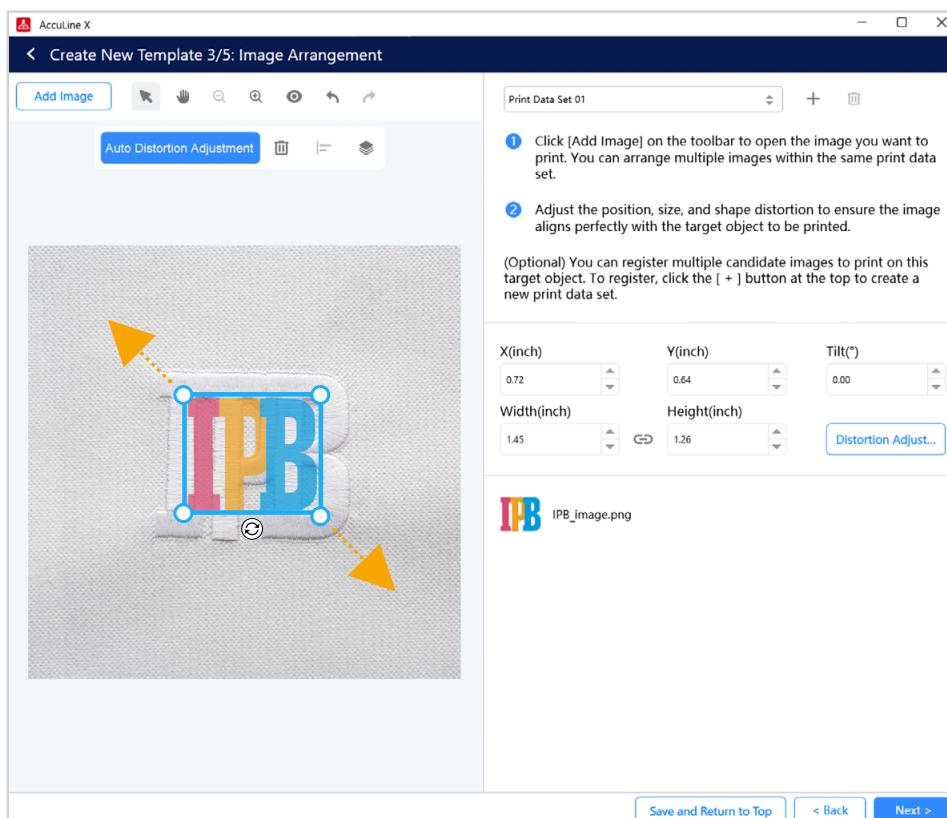 AccuLine X
Create New Template 3/5: Image Arrangement
Add Image
Auto Distortion Adjustment
IPB
Print Data Set 01
1 Click [Add Image] on the toolbar to open the image you want to
print. You can arrange multiple images within the same print data
set.
2 Adjust the position, size, and shape distortion to ensure the image
aligns perfectly with the target object to be printed.
(Optional) You can register multiple candidate images to print on this
target object. To register, click the [ + ] button at the top to create a
new print data set.
X(inch) Y(inch) Tilt(°)
0.72 0.64 0.00
Width(inch) Height(inch)
1.45 1.26 Distortion Adjust...
IPB IPB_image.png
Save and Return to Top < Back Next >